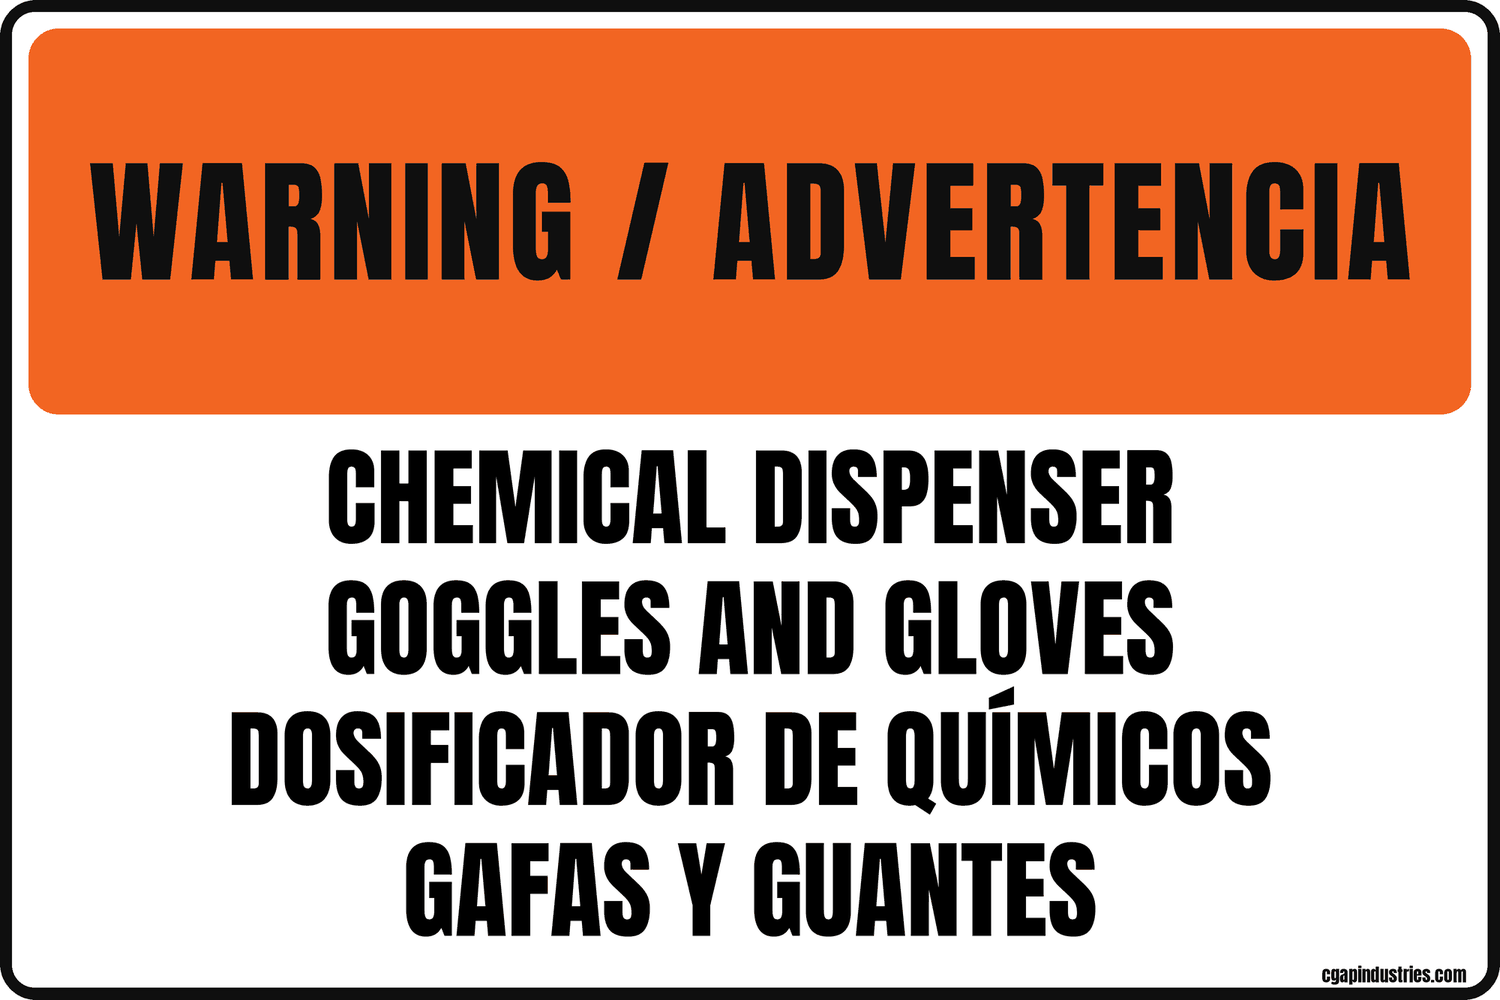 WARNING / ADVERTENCIA
CHEMICAL DISPENSER
GOGGLES AND GLOVES
DOSIFICADOR DE QUÍMICOS
GAFAS Y GUANTES
cgapindustries.com